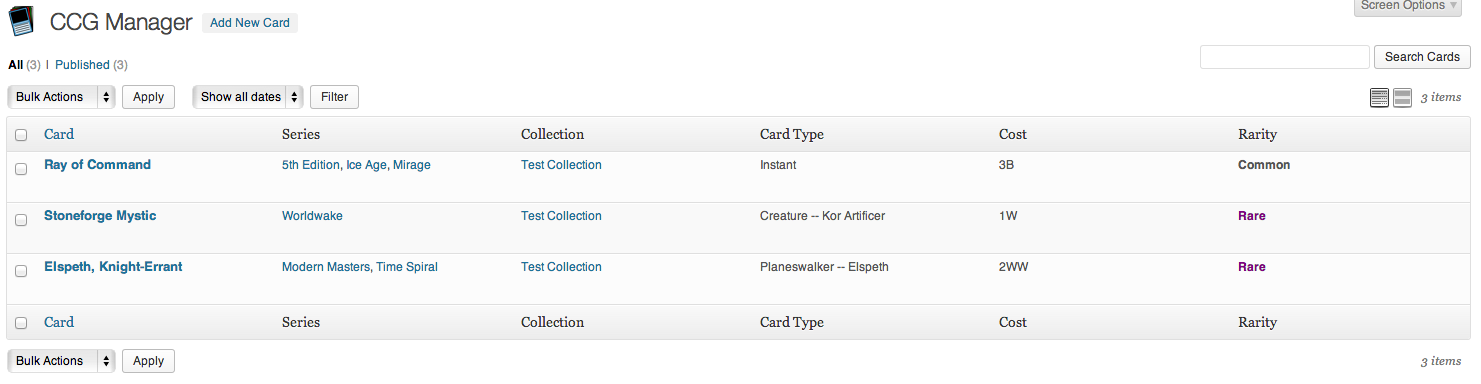 Screen Options ▼
CCG Manager Add New Card
All (3) | Published (3)
Search Cards
Bulk Actions Apply Show all dates Filter 3 items
Card Series Collection Card Type Cost Rarity
Ray of Command 5th Edition, Ice Age, Mirage Test Collection Instant 3B Common
Stoneforge Mystic Worldwake Test Collection Creature -- Kor Artificer 1W Rare
Elspeth, Knight-Errant Modern Masters, Time Spiral Test Collection Planeswalker -- Elspeth 2WW Rare
Card Series Collection Card Type Cost Rarity
Bulk Actions Apply 3 items